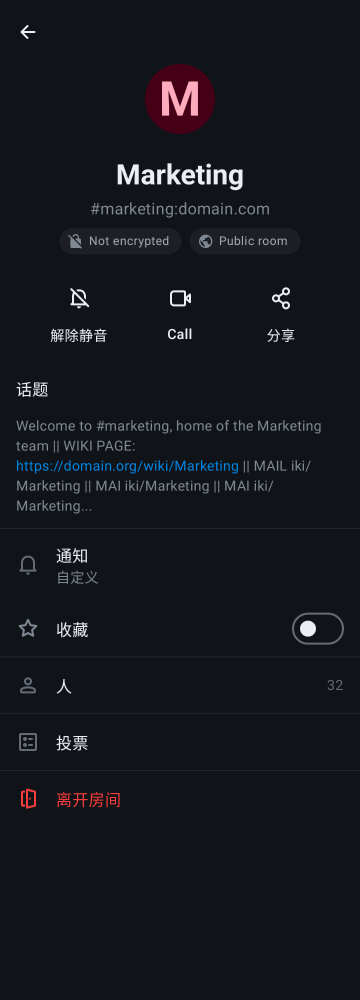 M
Marketing
#marketing:domain.com
Not encrypted
Public room
解除静音
Call
分享
话题
Welcome to #marketing, home of the Marketing
team || WIKI PAGE:
https://domain.org/wiki/Marketing || MAIL iki/
Marketing || MAI iki/Marketing || MAI iki/
Marketing...
通知
自定义
收藏
人
32
投票
离开房间